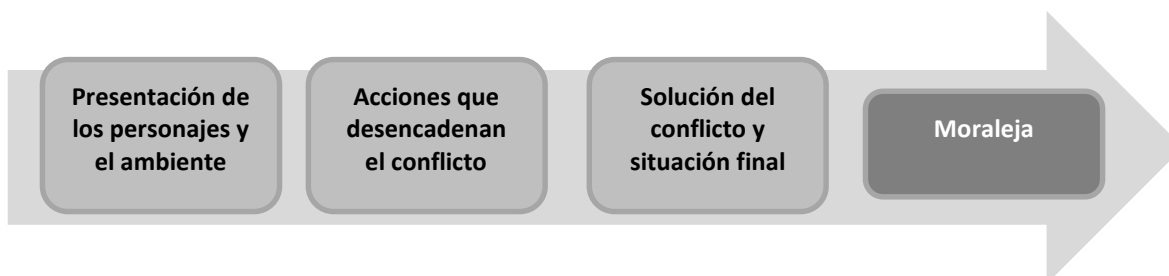 Presentación de
los personajes y
el ambiente
Acciones que
desencadenan
el conflicto
Solución del
conflicto y
situación final
Moraleja